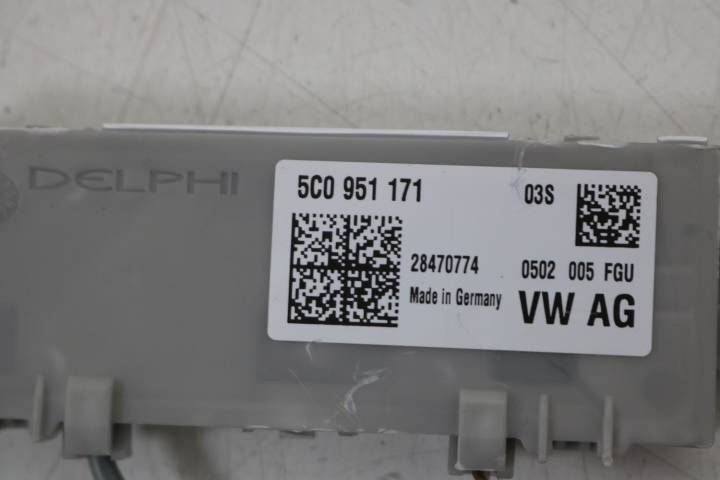 DELPHI
5C0 951 171 03S
28470774 0502 005 FGU
Made in Germany VW AG